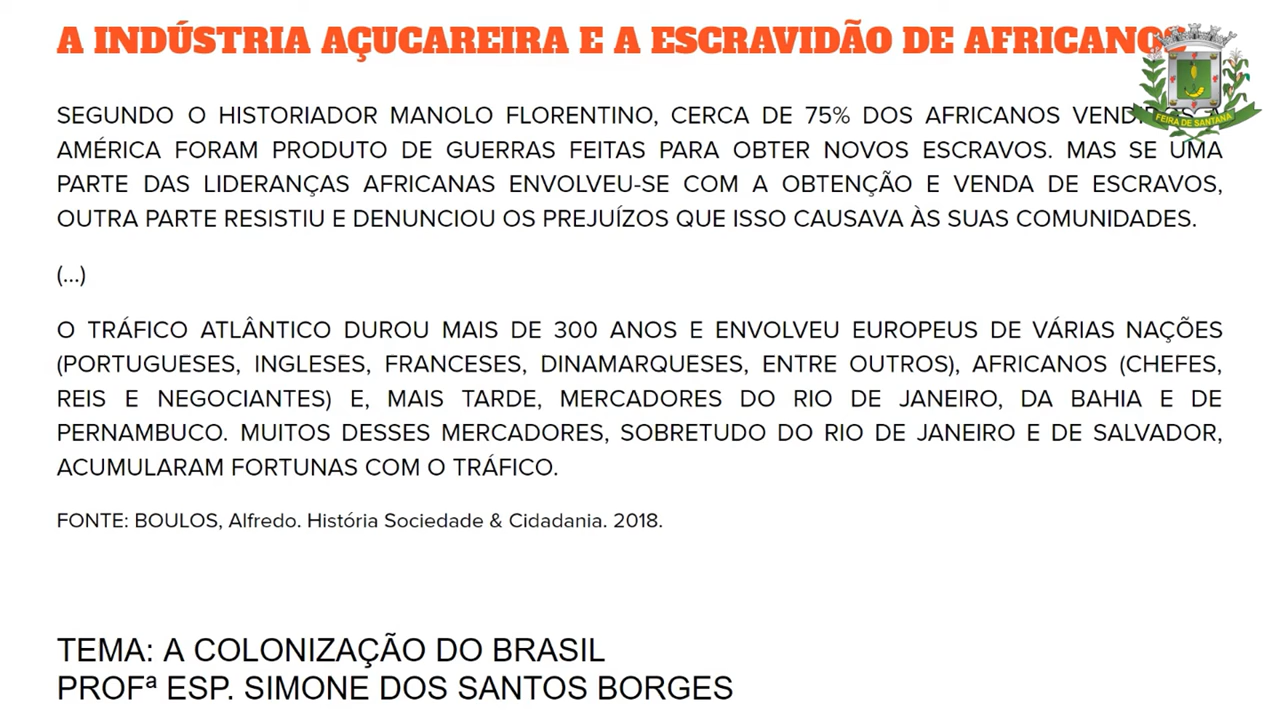 A INDÚSTRIA AÇUCAREIRA E A ESCRAVIDÃO DE AFRICANOS
SEGUNDO O HISTORIADOR MANOLO FLORENTINO, CERCA DE 75% DOS AFRICANOS
AMÉRICA FORAM PRODUTO DE GUERRAS FEITAS PARA OBTER NOVOS ESCRAVOS. MAS SE UMA
PARTE DAS LIDERANÇAS AFRICANAS ENVOLVEU-SE COM A OBTENÇÃO E VENDA DE ESCRAVOS,
OUTRA PARTE RESISTIU E DENUNCIOU OS PREJUÍZOS QUE ISSO CAUSAVA ÀS SUAS COMUNIDADES.
(...)
O TRÁFICO ATLÂNTICO DUROU MAIS DE 300 ANOS E ENVOLVEU EUROPEUS DE VÁRIAS NAÇÕES
(PORTUGUESES, INGLESES, FRANCESES, DINAMARQUESES, ENTRE OUTROS), AFRICANOS (CHEFES,
REIS E NEGOCIANTES) E, MAIS TARDE, MERCADORES DO RIO DE JANEIRO, DA BAHIA E DE
PERNAMBUCO. MUITOS DESSES MERCADORES, SOBRETUDO DO RIO DE JANEIRO E DE SALVADOR,
ACUMULARAM FORTUNAS COM O TRÁFICO.
FONTE: BOULOS, Alfredo. História Sociedade & Cidadania. 2018.
TEMA: A COLONIZAÇÃO DO BRASIL
PROFª ESP. SIMONE DOS SANTOS BORGES
FEIRA DE SANTANA